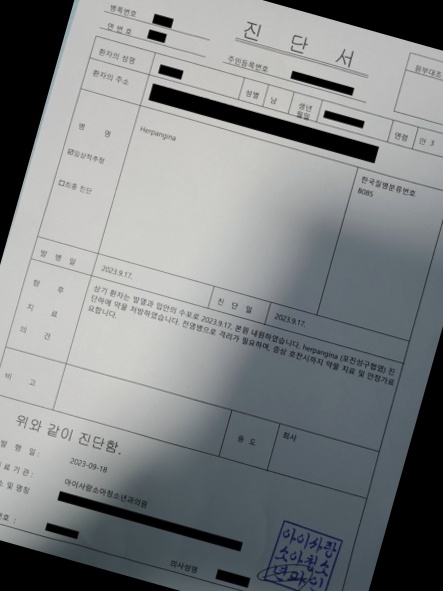 병록번호
연 번 호
진 단 서
주민등록번호
원부대조
환자의 성명
성별 남 생년월일 연령 만 3
환자의 주소
병 명
☑임상적추정
☐최종 진단
Herpangina
한국질병분류번호
B085
발 병 일 2023.9.17. 진 단 일 2023.9.17.
향 후 치 료 의 견
상기 환자는 발열과 입안의 수포로 2023.9.17. 본원 내원하였습니다. herpangina (포진성구협염) 진
단하에 약을 처방하였습니다. 전염병으로 격리가 필요하며, 증상 호전시까지 약물 치료 및 안정가료
요합니다.
비 고
용 도 회사
위와 같이 진단함.
발 행 일: 2023-09-18
료 기 관: 아이사랑소아청소년과의원
소 및 명칭
번호 :
의사성명
아이사랑
소아청소
년과의